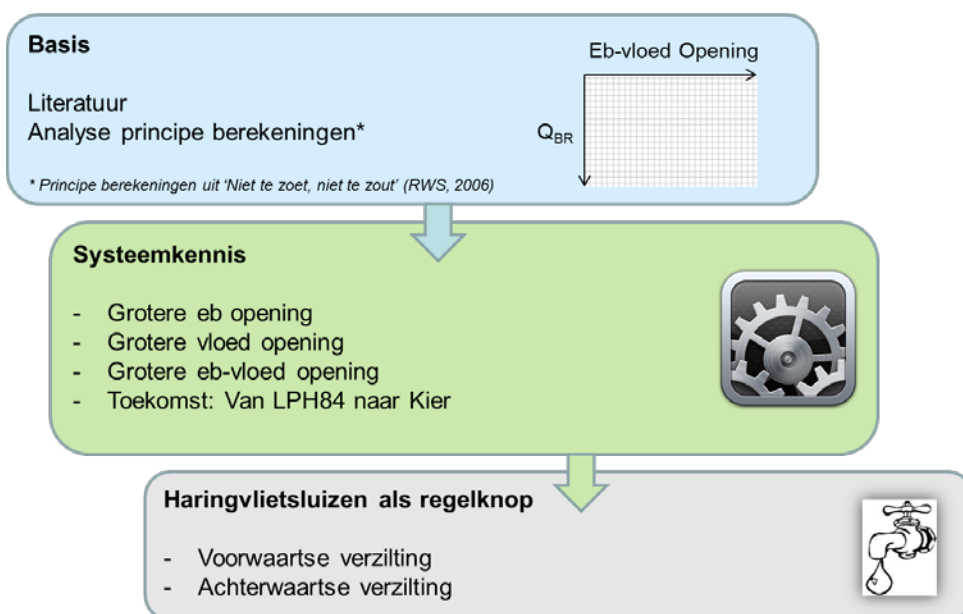 Basis
Eb-vloed Opening
Literatuur
Analyse principe berekeningen*
Q_BR
* Principe berekeningen uit 'Niet te zoet, niet te zout' (RWS, 2006)
Systeemkennis
- Grotere eb opening
- Grotere vloed opening
- Grotere eb-vloed opening
- Toekomst: Van LPH84 naar Kier
Haringvlietsluizen als regelknop
- Voorwaartse verzilting
- Achterwaartse verzilting